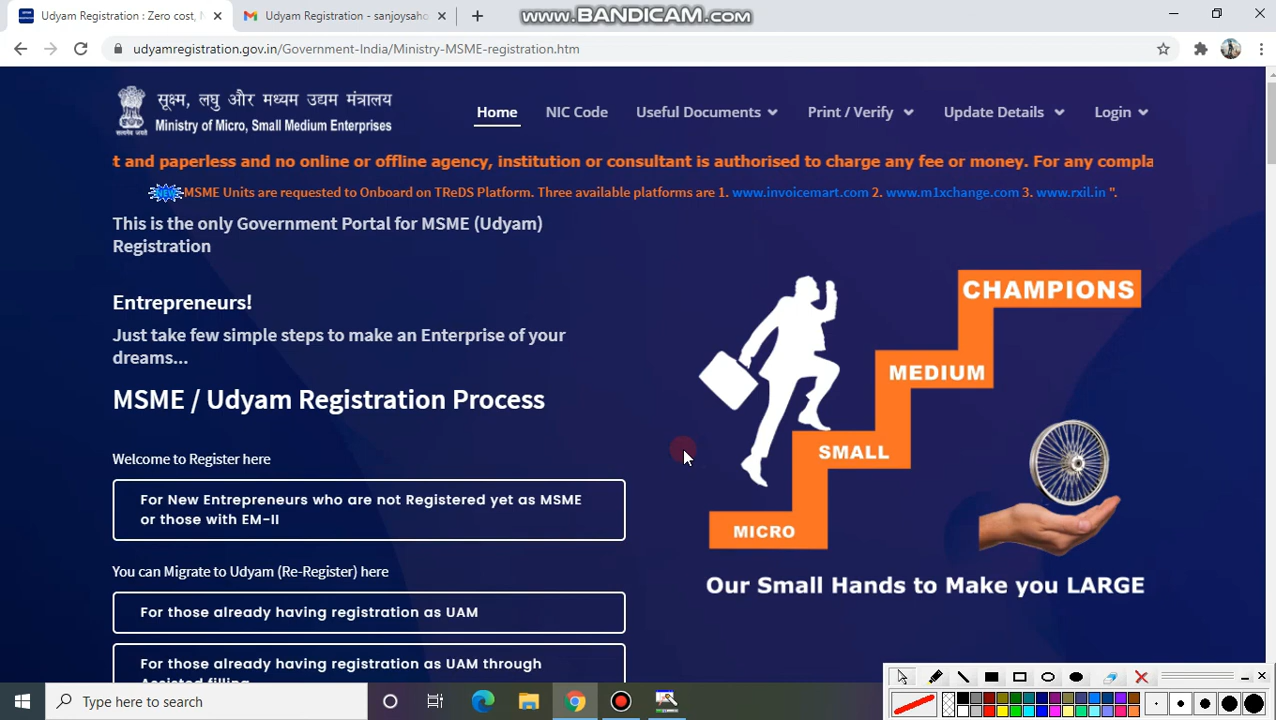 Udyam Registration : Zero cost, N
Udyam Registration - sanjoysaho
www.BANDICAM.com
udyamregistration.gov.in/Government-India/Ministry-MSME-registration.htm
सूक्ष्म, लघु और मध्यम उद्यम मंत्रालय
Ministry of Micro, Small Medium Enterprises
Home NIC Code Useful Documents Print / Verify Update Details Login
t and paperless and no online or offline agency, institution or consultant is authorised to charge any fee or money. For any compla
MSME Units are requested to Onboard on TReDS Platform. Three available platforms are 1. www.invoicemart.com 2. www.m1xchange.com 3. www.rxil.in ".
This is the only Government Portal for MSME (Udyam)
Registration
Entrepreneurs!
Just take few simple steps to make an Enterprise of your
dreams...
MSME / Udyam Registration Process
Welcome to Register here
For New Entrepreneurs who are not Registered yet as MSME
or those with EM-II
You can Migrate to Udyam (Re-Register) here
For those already having registration as UAM
For those already having registration as UAM through
Assisted filling
CHAMPIONS
MEDIUM
SMALL
MICRO
Our Small Hands to Make you LARGE
Type here to search